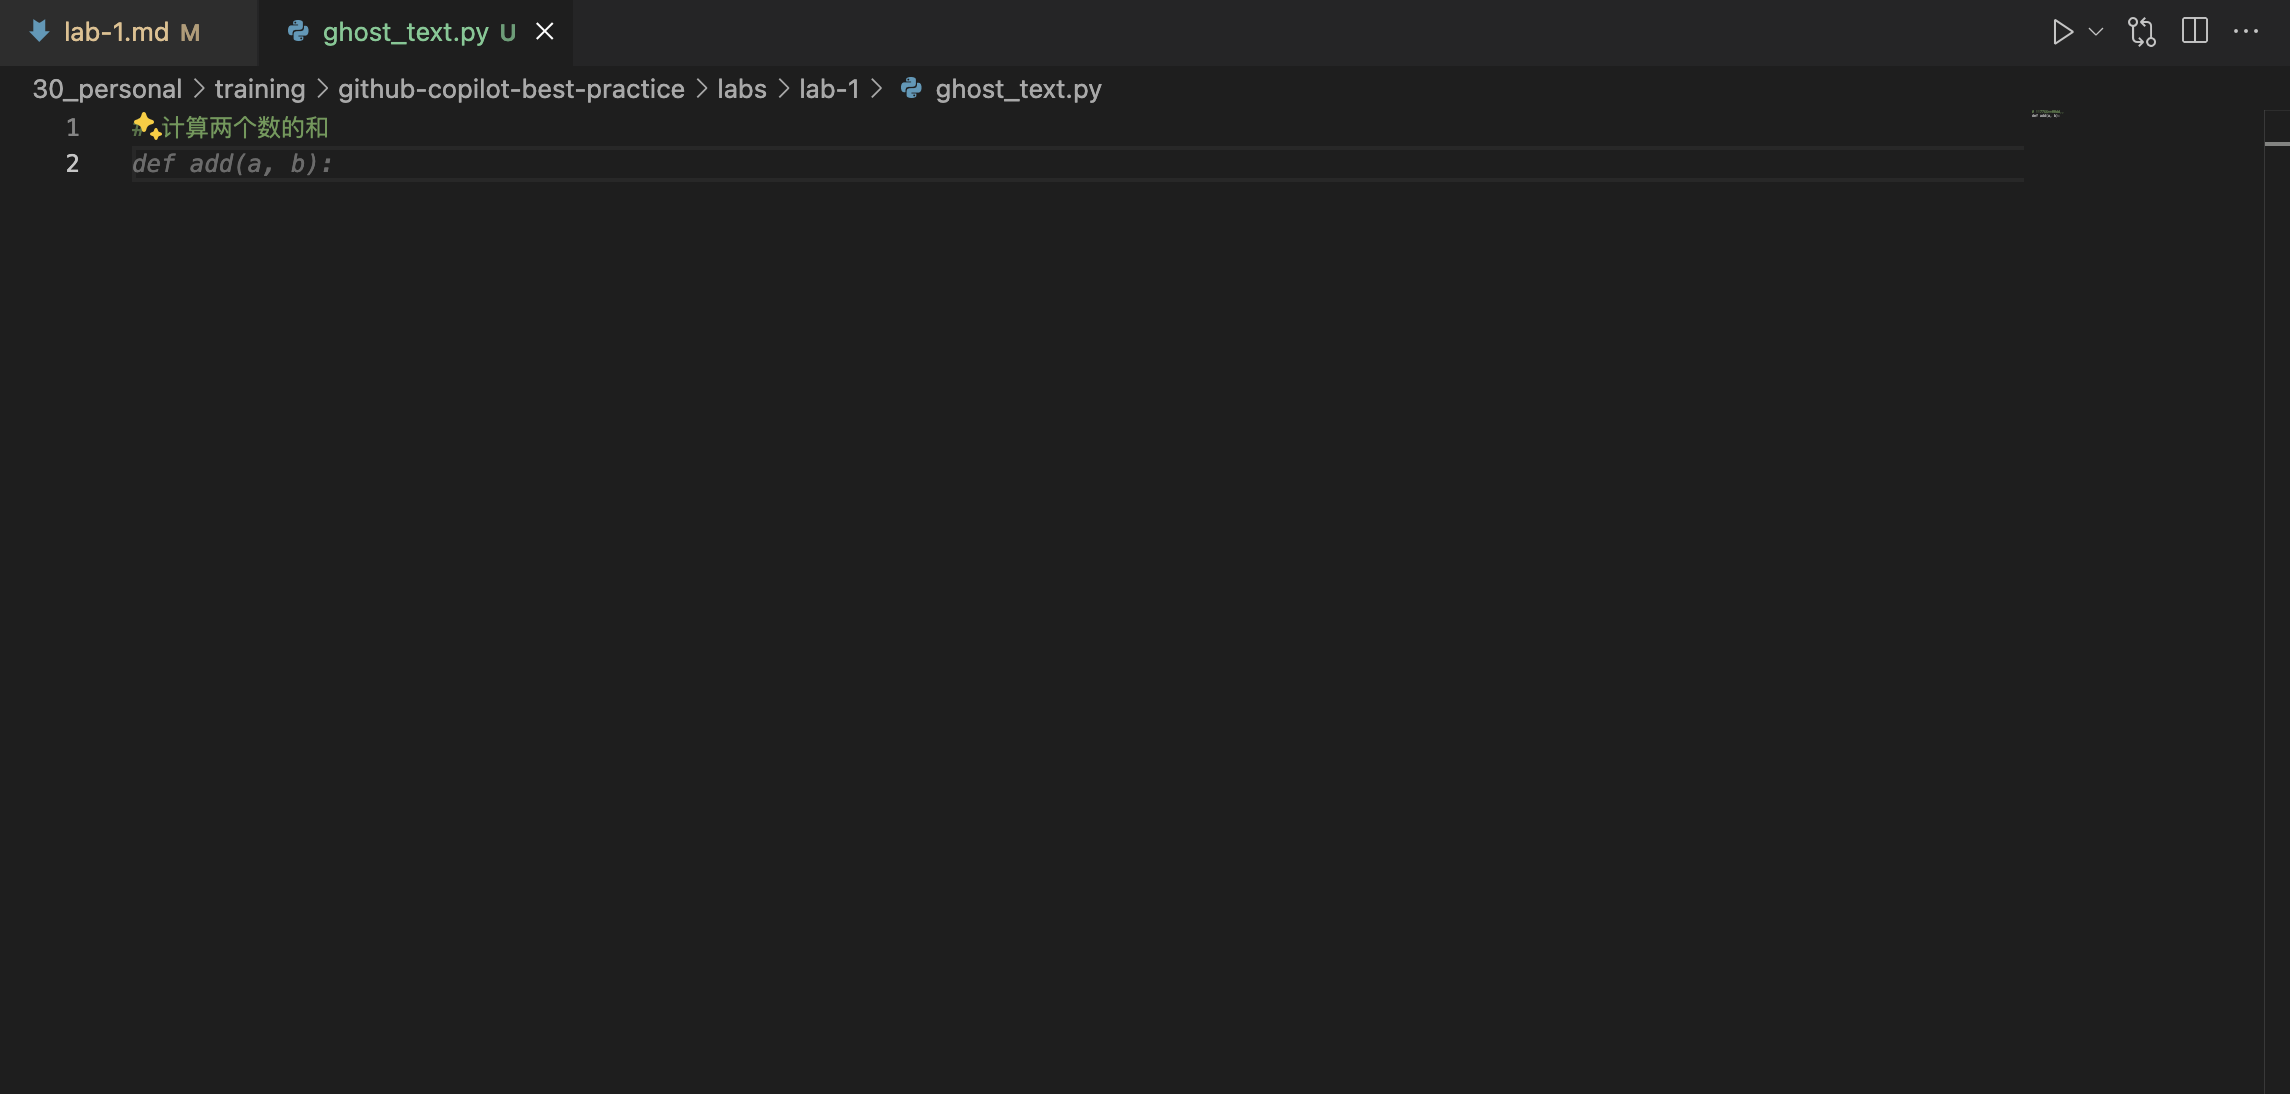 lab-1.md M
ghost_text.py U
30_personal > training > github-copilot-best-practice > labs > lab-1 > ghost_text.py
1 # 计算两个数的和
2 def add(a, b):